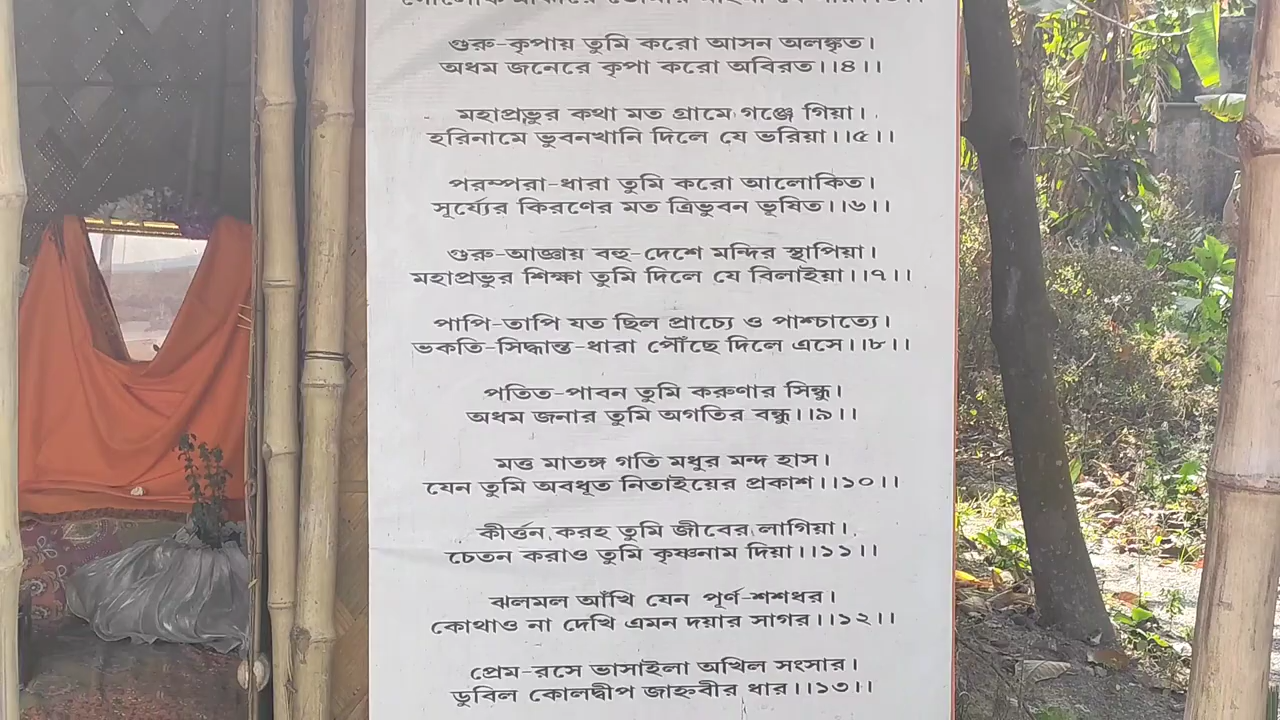 গুরু-কৃপায় তুমি করো আসন অলঙ্কৃত।
অধম জনেরে কৃপা করো অবিরত।।৪।।
মহাপ্রভুর কথা মত গ্রামে গঞ্জে গিয়া।
হরিনামে ভুবনখানি দিলে যে ভরিয়া।।৫।।
পরম্পরা-ধারা তুমি করো আলোকিত।
সূর্য্যের কিরণের মত ত্রিভুবন ভূষিত।।৬।।
গুরু-আজ্ঞায় বহু-দেশে মন্দির স্থাপিয়া।
মহাপ্রভুর শিক্ষা তুমি দিলে যে বিলাইয়া।।৭।।
পাপি-তাপি যত ছিল প্রাচ্যে ও পাশ্চাত্যে।
ভকতি-সিদ্ধান্ত-ধারা পৌঁছে দিলে এসে।।৮।।
পতিত-পাবন তুমি করুণার সিন্ধু।
অধম জনার তুমি অগতির বন্ধু।।৯।।
মত্ত মাতঙ্গ গতি মধুর মন্দ হাস।
যেন তুমি অবধূত নিতাইয়ের প্রকাশ।।১০।।
কীর্ত্তন করহ তুমি জীবের লাগিয়া।
চেতন করাও তুমি কৃষ্ণনাম দিয়া।।১১।।
ঝলমল আঁখি যেন পূর্ণ-শশধর।
কোথাও না দেখি এমন দয়ার সাগর।।১২।।
প্রেম-রসে ভাসাইলা অখিল সংসার।
ডুবিল কোলদ্বীপ জাহ্নবীর ধার।।১৩।।